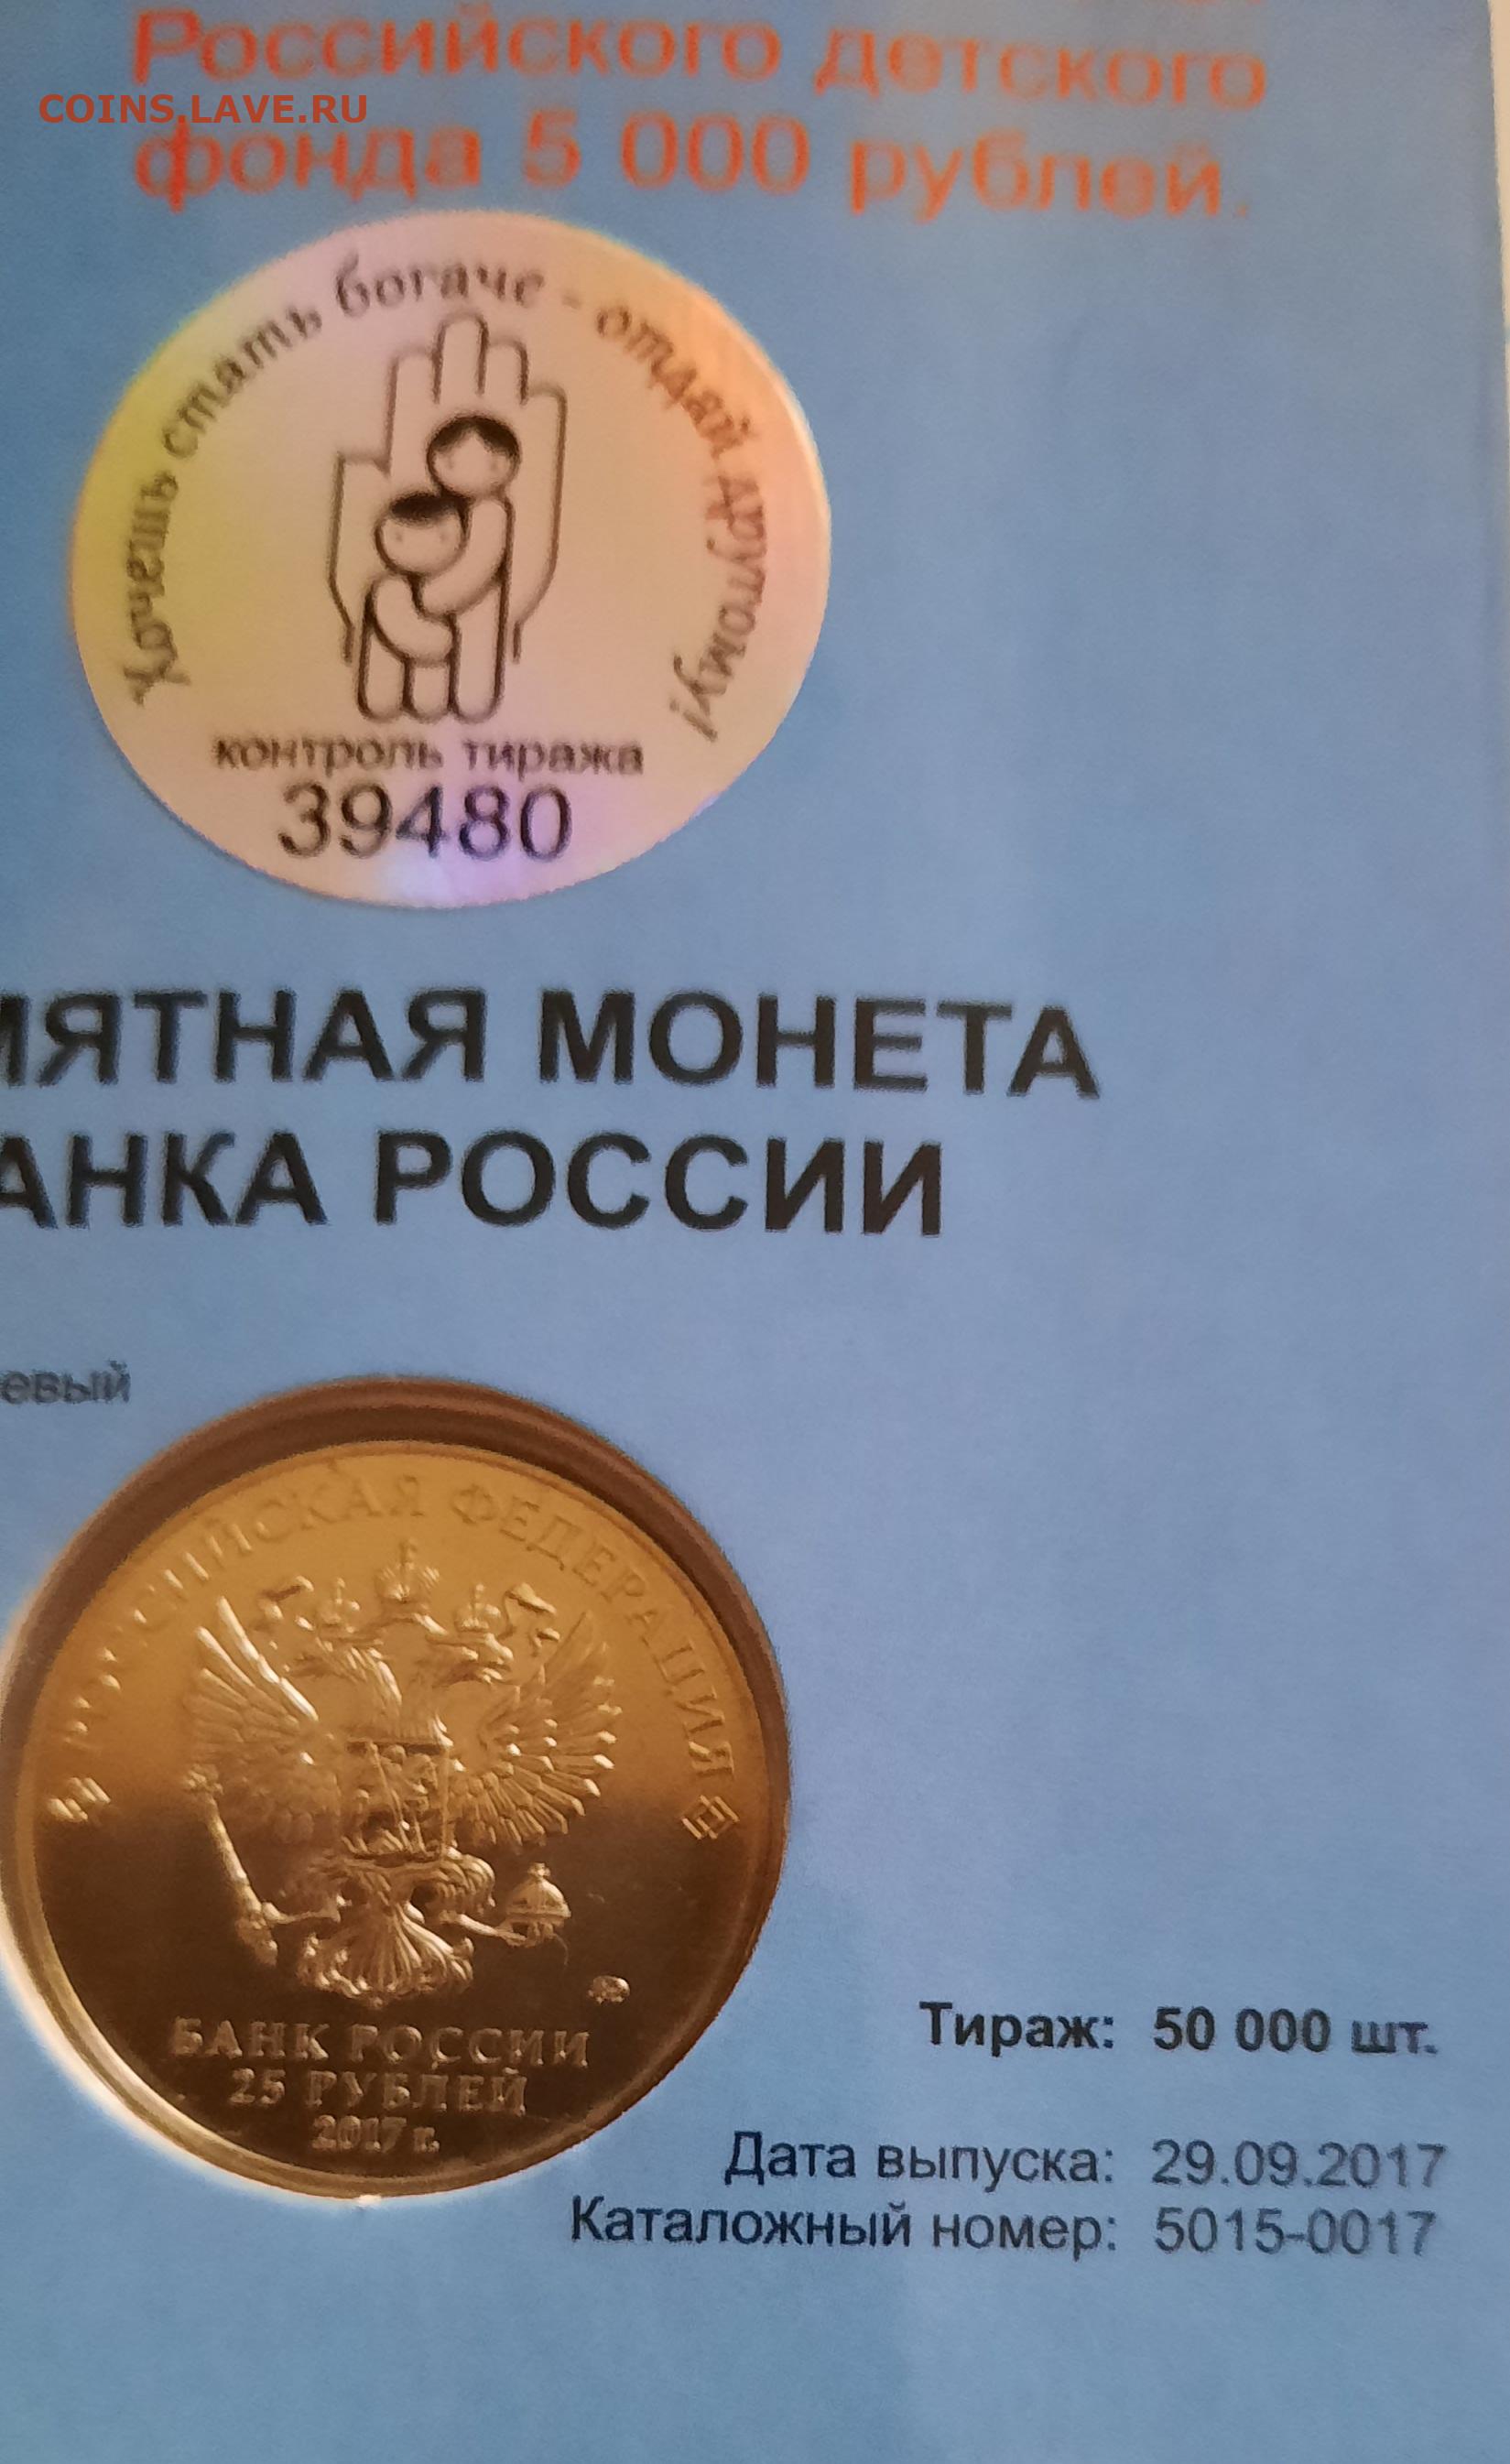 Российского детского
COINS.LAVE.RU
фонда 5 000 рублей.
Хочешь стать богаче - отдай другому!
контроль тиража
39480
МЯТНАЯ МОНЕТА
АНКА РОССИИ
евый
РОССИЙСКАЯ ФЕДЕРАЦИЯ
БАНК РОССИИ
25 РУБЛЕЙ
2017 г.
Тираж: 50 000 шт.
Дата выпуска: 29.09.2017
Каталожный номер: 5015-0017